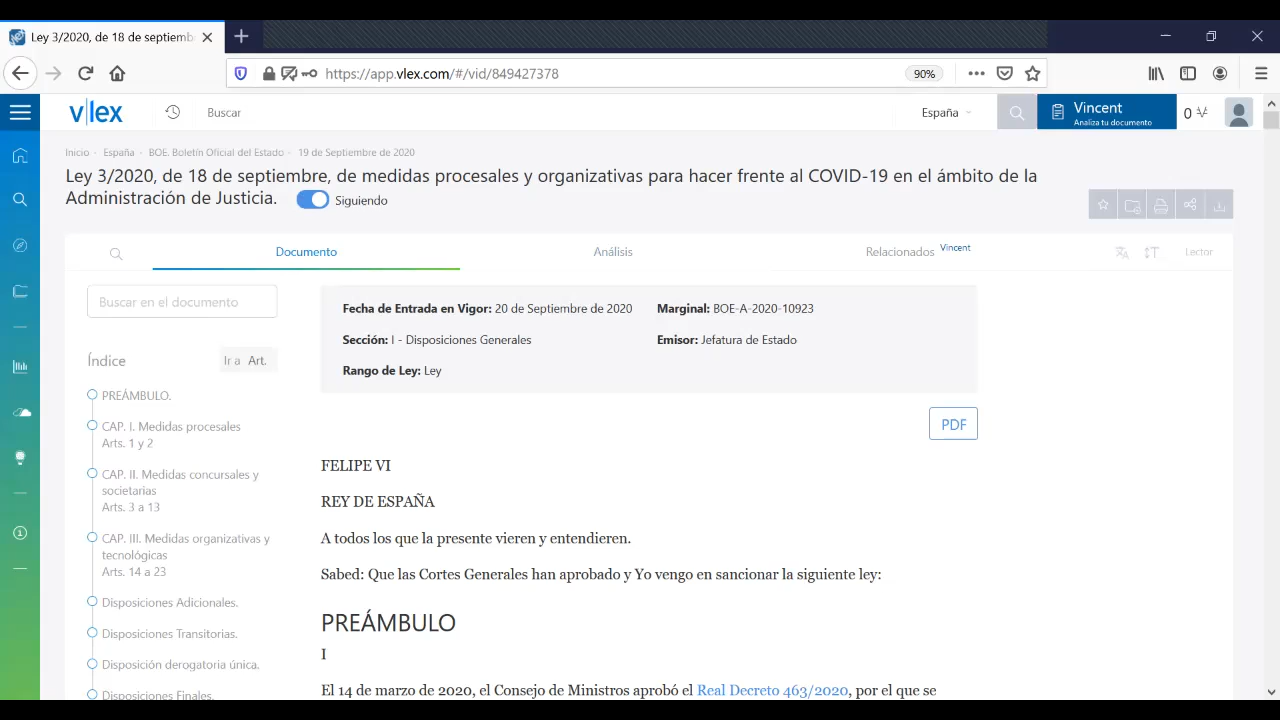 Ley 3/2020, de 18 de septiemb
https://app.vlex.com/#/vid/849427378
90%
v|lex
Buscar
España
Vincent
Analiza tu documento
0
Inicio · España · BOE. Boletín Oficial del Estado · 19 de Septiembre de 2020
Ley 3/2020, de 18 de septiembre, de medidas procesales y organizativas para hacer frente al COVID-19 en el ámbito de la
Administración de Justicia.
Siguiendo
Documento
Análisis
Relacionados Vincent
Lector
Buscar en el documento
Índice
Ir a Art.
PREÁMBULO.
CAP. I. Medidas procesales
Arts. 1 y 2
CAP. II. Medidas concursales y
societarias
Arts. 3 a 13
CAP. III. Medidas organizativas y
tecnológicas
Arts. 14 a 23
Disposiciones Adicionales.
Disposiciones Transitorias.
Disposición derogatoria única.
Disposiciones Finales.
Fecha de Entrada en Vigor: 20 de Septiembre de 2020
Marginal: BOE-A-2020-10923
Sección: I - Disposiciones Generales
Emisor: Jefatura de Estado
Rango de Ley: Ley
PDF
FELIPE VI
REY DE ESPAÑA
A todos los que la presente vieren y entendieren.
Sabed: Que las Cortes Generales han aprobado y Yo vengo en sancionar la siguiente ley:
PREÁMBULO
I
El 14 de marzo de 2020, el Consejo de Ministros aprobó el Real Decreto 463/2020, por el que se